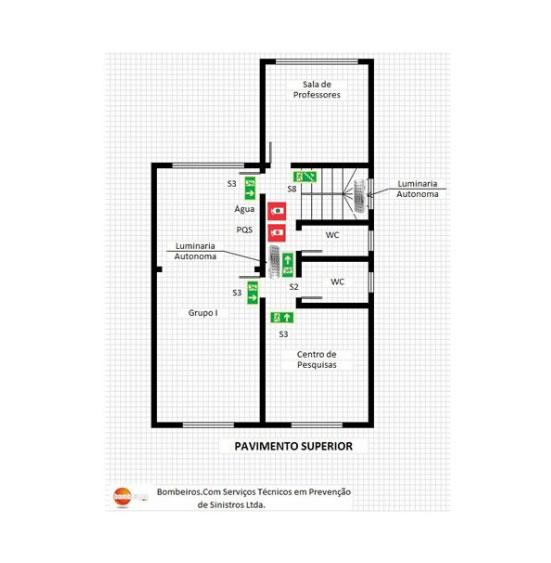 Sala de
Professores
S3
S8
Luminaria
Autonoma
Água
PQS
WC
Luminaria
Autonoma
S3
S2
WC
Grupo I
S3
Centro de
Pesquisas
PAVIMENTO SUPERIOR
Bombeiros.Com Serviços Técnicos em Prevenção
de Sinistros Ltda.